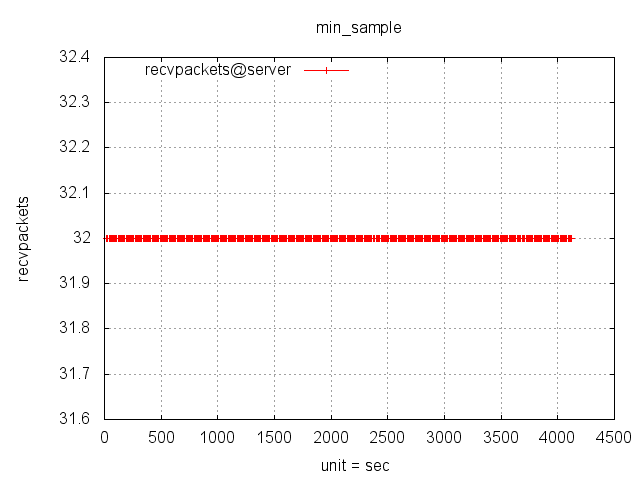 min_sample
recvpackets@server
32.4
32.3
32.2
32.1
32
31.9
31.8
31.7
31.6
recvpackets
0 500 1000 1500 2000 2500 3000 3500 4000 4500
unit = sec